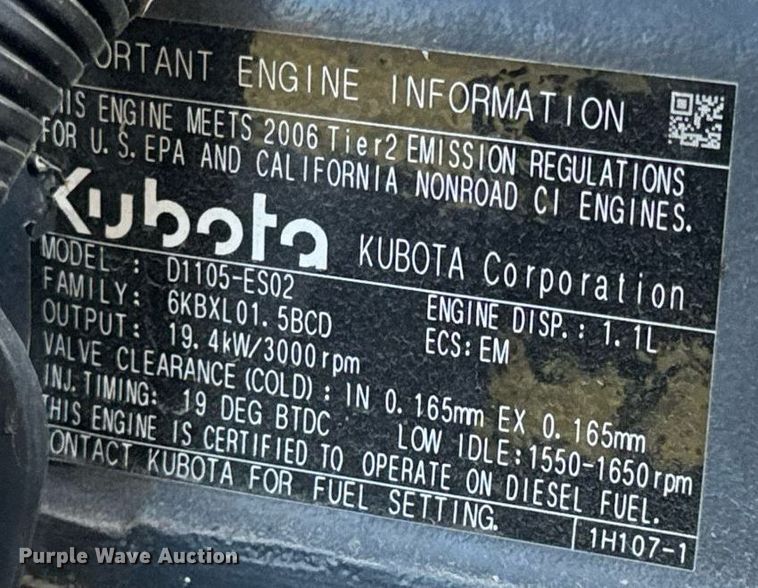 ORTANT ENGINE INFORMATION
HIS ENGINE MEETS 2006 Tier2 EMISSION REGULATIONS
FOR U.S.EPA AND CALIFORNIA NONROAD CI ENGINES.
Kubota KUBOTA Corporation
MODEL : D1105-ES02
FAMILY: 6KBXL01.5BCD ENGINE DISP.: 1.1L
OUTPUT: 19.4kW/3000rpm ECS:EM
VALVE CLEARANCE (COLD): IN 0.165mm EX 0.165mm
INJ.TIMING: 19 DEG BTDC LOW IDLE:1550-1650rpm
THIS ENGINE IS CERTIFIED TO OPERATE ON DIESEL FUEL.
CONTACT KUBOTA FOR FUEL SETTING.
1H107-1
Purple Wave Auction